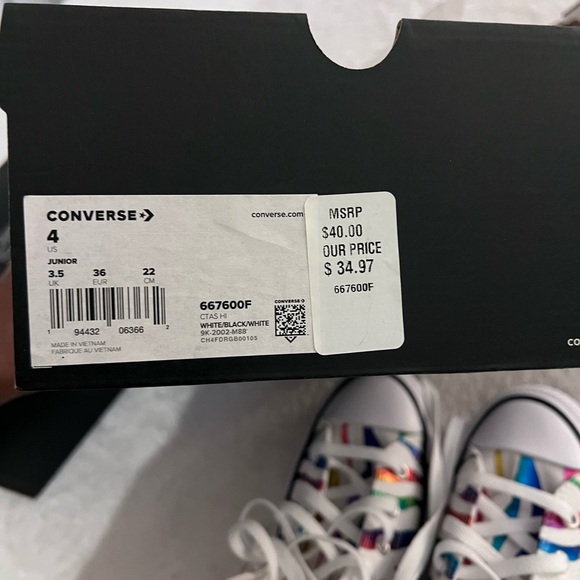 CONVERSE
converse.com
4
US
JUNIOR
3.5 36 22
UK EUR CM
1 94432 06366 2
MADE IN VIETNAM
FABRIQUE AU VIETNAM
667600F
CTAS HI
WHITE/BLACK/WHITE
9K-2002-M88
CH4FDRGB00105
CONVERSE
MSRP
$40.00
OUR PRICE
$ 34.97
667600F
CO